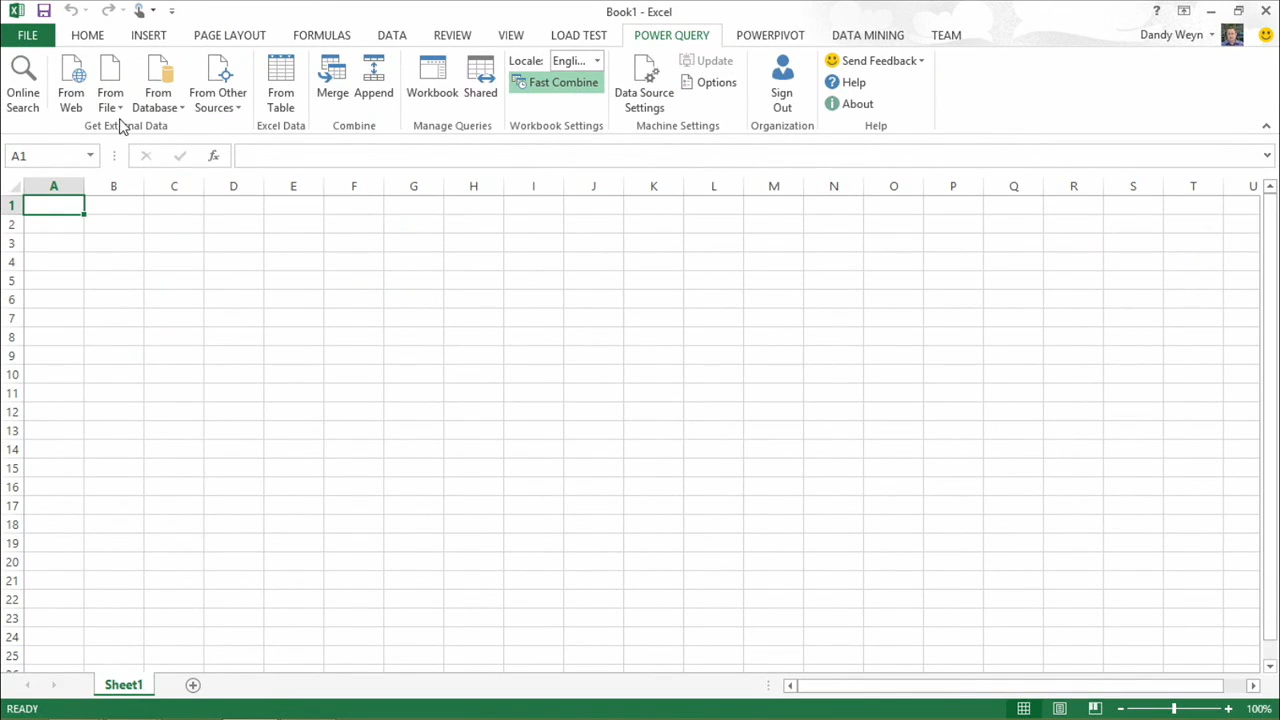 Book1 - Excel
FILE HOME INSERT PAGE LAYOUT FORMULAS DATA REVIEW VIEW LOAD TEST POWER QUERY POWERPIVOT DATA MINING TEAM Dandy Weyn
Online Search
From Web
From File
From Database
From Other Sources
Get External Data
From Table
Excel Data
Merge
Append
Combine
Workbook
Shared
Manage Queries
Locale: Engli...
Fast Combine
Workbook Settings
Data Source Settings
Update
Options
Machine Settings
Sign Out
Organization
Send Feedback
Help
About
Help
A1 fx
A B C D E F G H I J K L M N O P Q R S T U
1
2
3
4
5
6
7
8
9
10
11
12
13
14
15
16
17
18
19
20
21
22
23
24
25
Sheet1
READY 100%